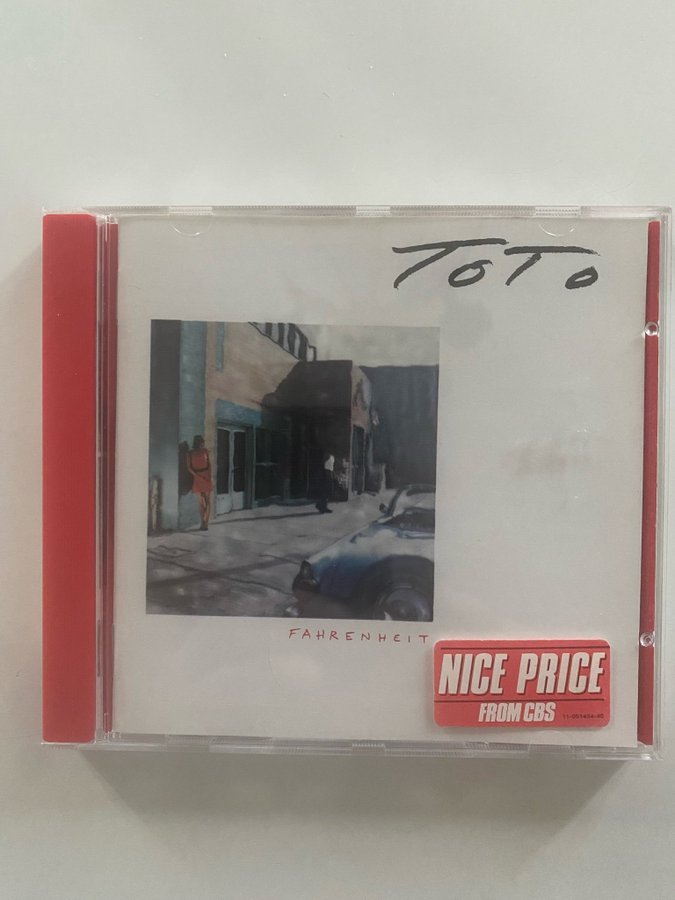 TOTO
FAHRENHEIT
NICE PRICE
FROM CBS